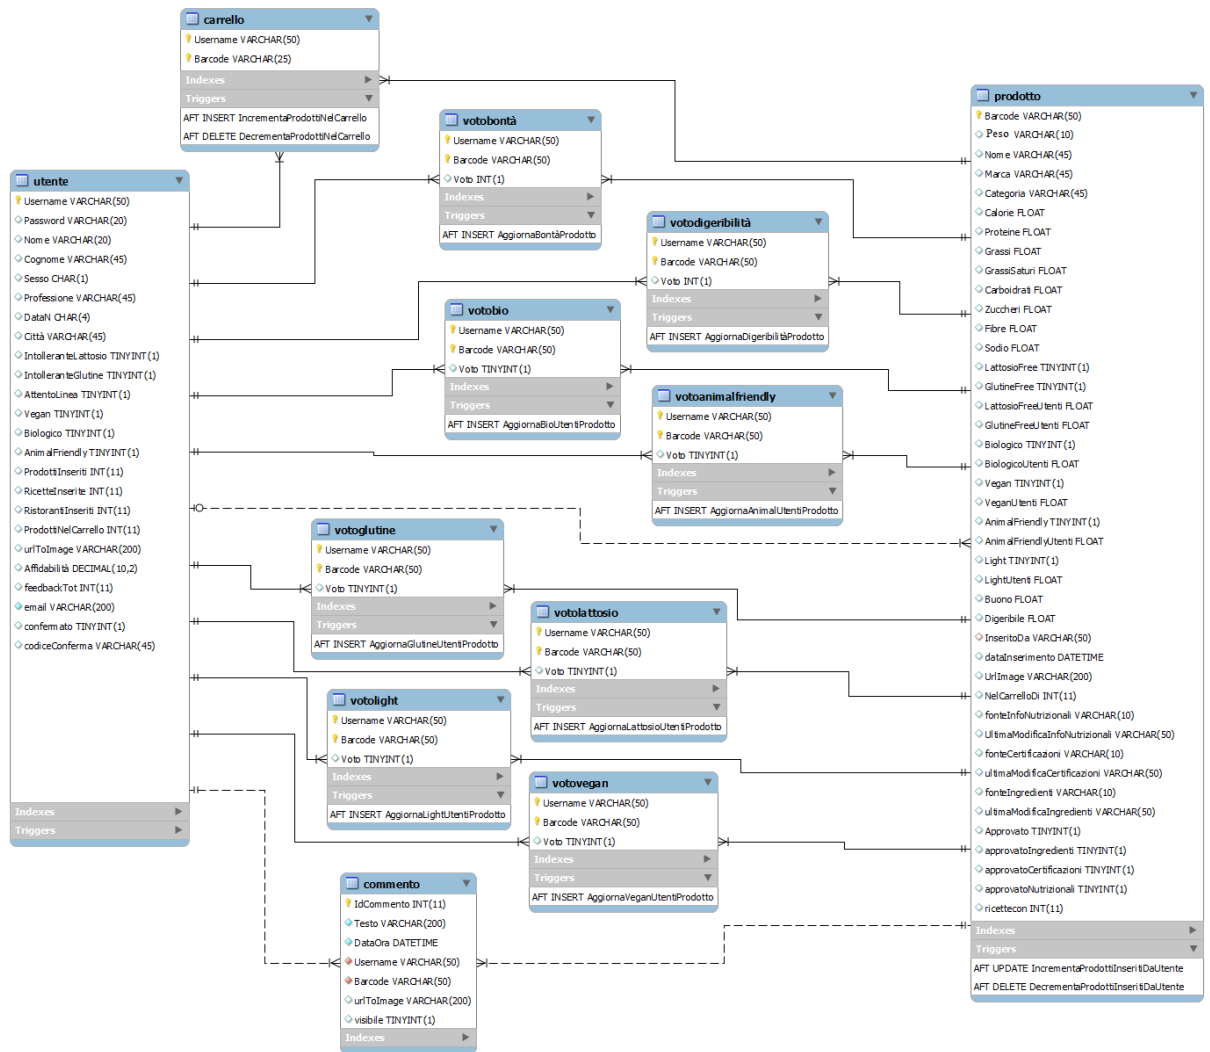 carrello
Username VARCHAR(50)
Barcode VARCHAR(25)
Indexes
Triggers
AFT INSERT IncrementaProdottiNelCarrello
AFT DELETE DecrementaProdottiNelCarrello
utente
Username VARCHAR(50)
Password VARCHAR(20)
Nome VARCHAR(20)
Cognome VARCHAR(45)
Sesso CHAR(1)
Professione VARCHAR(45)
DataN CHAR(4)
Città VARCHAR(45)
IntolleranteLattosio TINYINT(1)
IntolleranteGlutine TINYINT(1)
AttentoLinea TINYINT(1)
Vegan TINYINT(1)
Biologico TINYINT(1)
AnimalFriendly TINYINT(1)
ProdottiInseriti INT(11)
RicetteInserite INT(11)
RistorantiInseriti INT(11)
ProdottiNelCarrello INT(11)
urlToImage VARCHAR(200)
Affidabilità DECIMAL(10,2)
feedbackTot INT(11)
email VARCHAR(200)
confermato TINYINT(1)
codiceConferma VARCHAR(45)
Indexes
Triggers
votobontà
Username VARCHAR(50)
Barcode VARCHAR(50)
Voto INT(1)
Indexes
Triggers
AFT INSERT AggiornaBontàProdotto
votodigeribilità
Username VARCHAR(50)
Barcode VARCHAR(50)
Voto INT(1)
Indexes
Triggers
AFT INSERT AggiornaDigeribilitàProdotto
votobio
Username VARCHAR(50)
Barcode VARCHAR(50)
Voto TINYINT(1)
Indexes
Triggers
AFT INSERT AggiornaBioUtentiProdotto
votoanimalfriendly
Username VARCHAR(50)
Barcode VARCHAR(50)
Voto TINYINT(1)
Indexes
Triggers
AFT INSERT AggiornaAnimalUtentiProdotto
votoglutine
Username VARCHAR(50)
Barcode VARCHAR(50)
Voto TINYINT(1)
Indexes
Triggers
AFT INSERT AggiornaGlutineUtentiProdotto
votolattosio
Username VARCHAR(50)
Barcode VARCHAR(50)
Voto TINYINT(1)
Indexes
Triggers
AFT INSERT AggiornaLattosioUtentiProdotto
votolight
Username VARCHAR(50)
Barcode VARCHAR(50)
Voto TINYINT(1)
Indexes
Triggers
AFT INSERT AggiornaLightUtentiProdotto
votovegan
Username VARCHAR(50)
Barcode VARCHAR(50)
Voto TINYINT(1)
Indexes
Triggers
AFT INSERT AggiornaVeganUtentiProdotto
commento
IdCommento INT(11)
Testo VARCHAR(200)
DataOra DATETIME
Username VARCHAR(50)
Barcode VARCHAR(50)
urlToImage VARCHAR(200)
visibile TINYINT(1)
Indexes
prodotto
Barcode VARCHAR(50)
Peso VARCHAR(10)
Nome VARCHAR(45)
Marca VARCHAR(45)
Categoria VARCHAR(45)
Calorie FLOAT
Proteine FLOAT
Grassi FLOAT
GrassiSaturi FLOAT
Carboidrati FLOAT
Zuccheri FLOAT
Fibre FLOAT
Sodio FLOAT
LattosioFree TINYINT(1)
GlutineFree TINYINT(1)
LattosioFreeUtenti FLOAT
GlutineFreeUtenti FLOAT
Biologico TINYINT(1)
BiologicoUtenti FLOAT
Vegan TINYINT(1)
VeganUtenti FLOAT
AnimalFriendly TINYINT(1)
AnimalFriendlyUtenti FLOAT
Light TINYINT(1)
LightUtenti FLOAT
Buono FLOAT
Digeribile FLOAT
InseritoDa VARCHAR(50)
dataInserimento DATETIME
UrlImage VARCHAR(200)
NelCarrelloDi INT(11)
fonteInfoNutrizionali VARCHAR(10)
UltimaModificaInfoNutrizionali VARCHAR(50)
fonteCertificazioni VARCHAR(10)
ultimaModificaCertificazioni VARCHAR(50)
fonteIngredienti VARCHAR(10)
ultimaModificaIngredienti VARCHAR(50)
Approvato TINYINT(1)
approvatoIngredienti TINYINT(1)
approvatoCertificazioni TINYINT(1)
approvatoNutrizionali TINYINT(1)
ricettecon INT(11)
Indexes
Triggers
AFT UPDATE IncrementaProdottiInseritiDaUtente
AFT DELETE DecrementaProdottiInseritiDaUtente